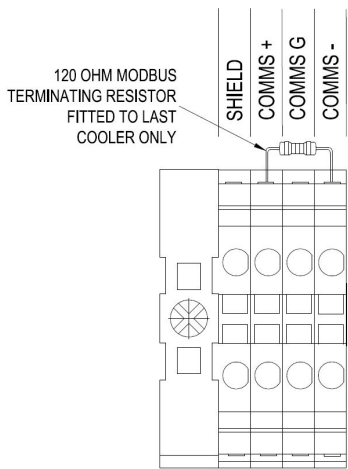 120 OHM MODBUS
TERMINATING RESISTOR
FITTED TO LAST
COOLER ONLY
SHIELD
COMMS +
COMMS G
COMMS -